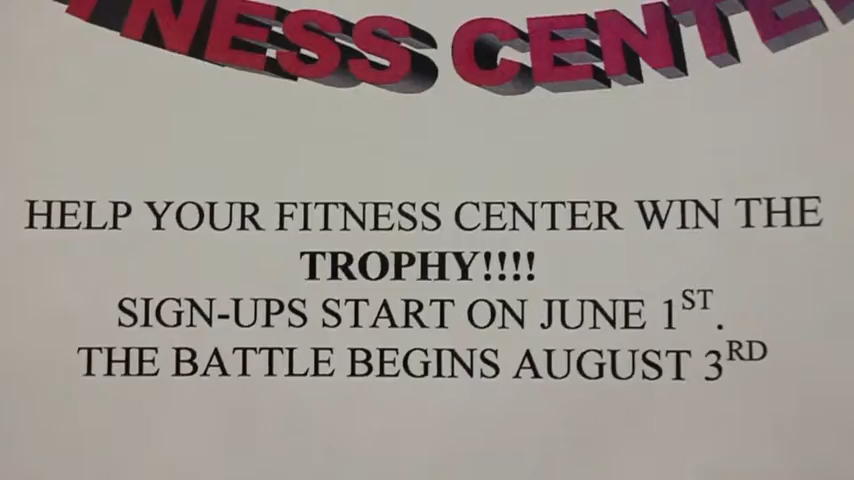 TNESS CENTE
HELP YOUR FITNESS CENTER WIN THE
TROPHY!!!!
SIGN-UPS START ON JUNE 1ST.
THE BATTLE BEGINS AUGUST 3RD